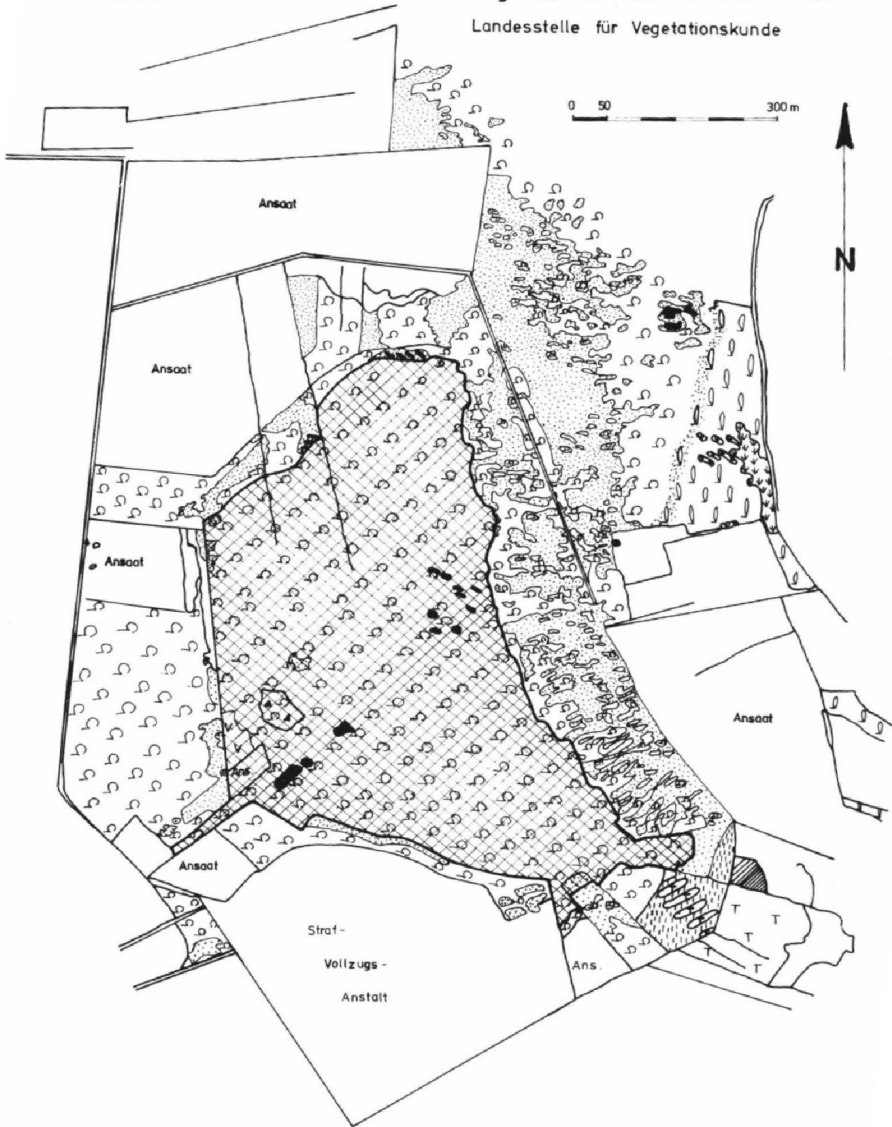 Landesstelle für Vegetationskunde
0 50 300 m
Ansaat
N
Ansaat
Ansaat
Ansaat
Ans.
Ansaat
Straf-
Vollzugs-
Anstalt
Ans.
T T
T T
T T